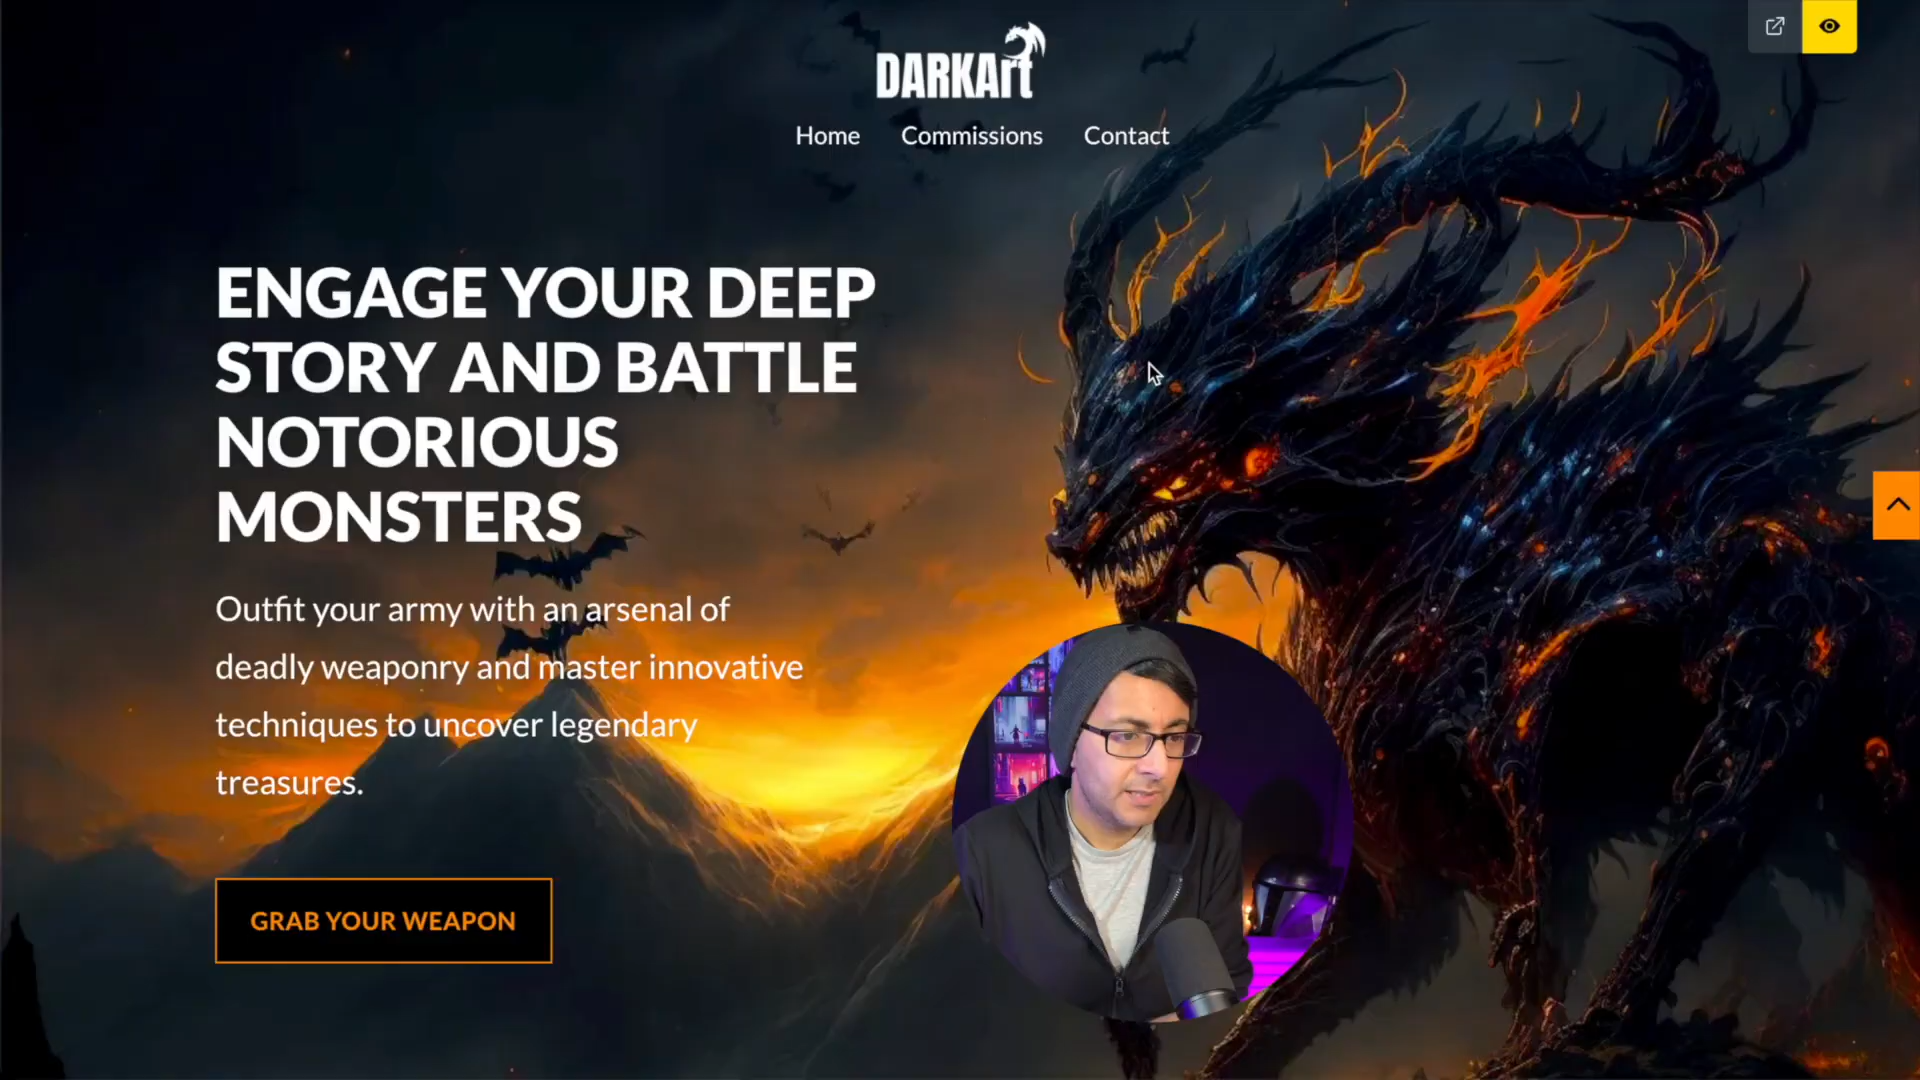 DARKArt
Home Commissions Contact
ENGAGE YOUR DEEP
STORY AND BATTLE
NOTORIOUS
MONSTERS
Outfit your army with an arsenal of
deadly weaponry and master innovative
techniques to uncover legendary
treasures.
GRAB YOUR WEAPON